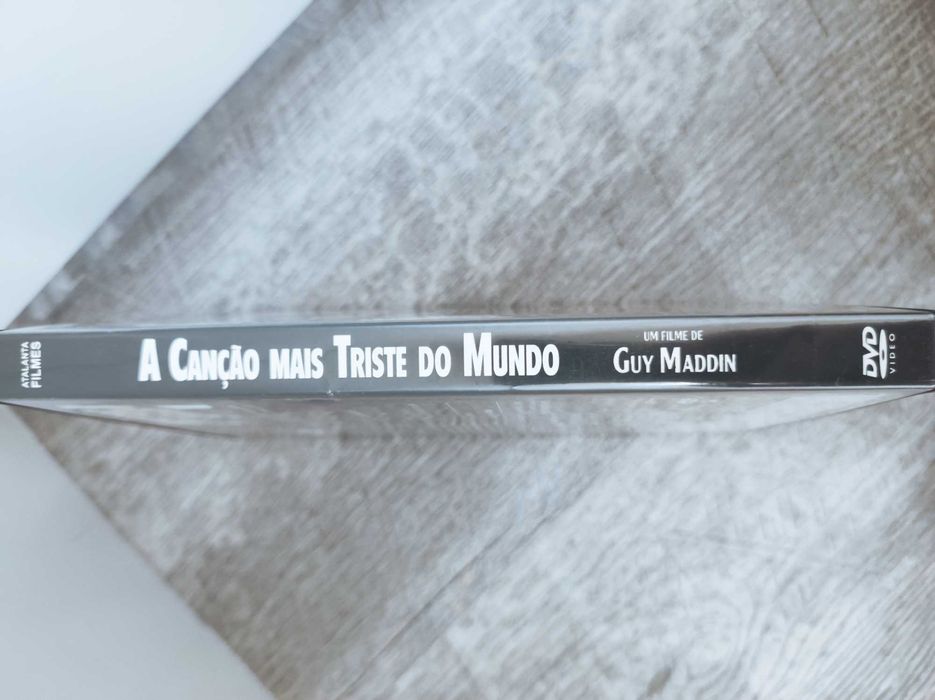 ATALANTA
FILMES
A CANÇÃO MAIS TRISTE DO MUNDO
UM FILME DE
GUY MADDIN
DVD
VIDEO